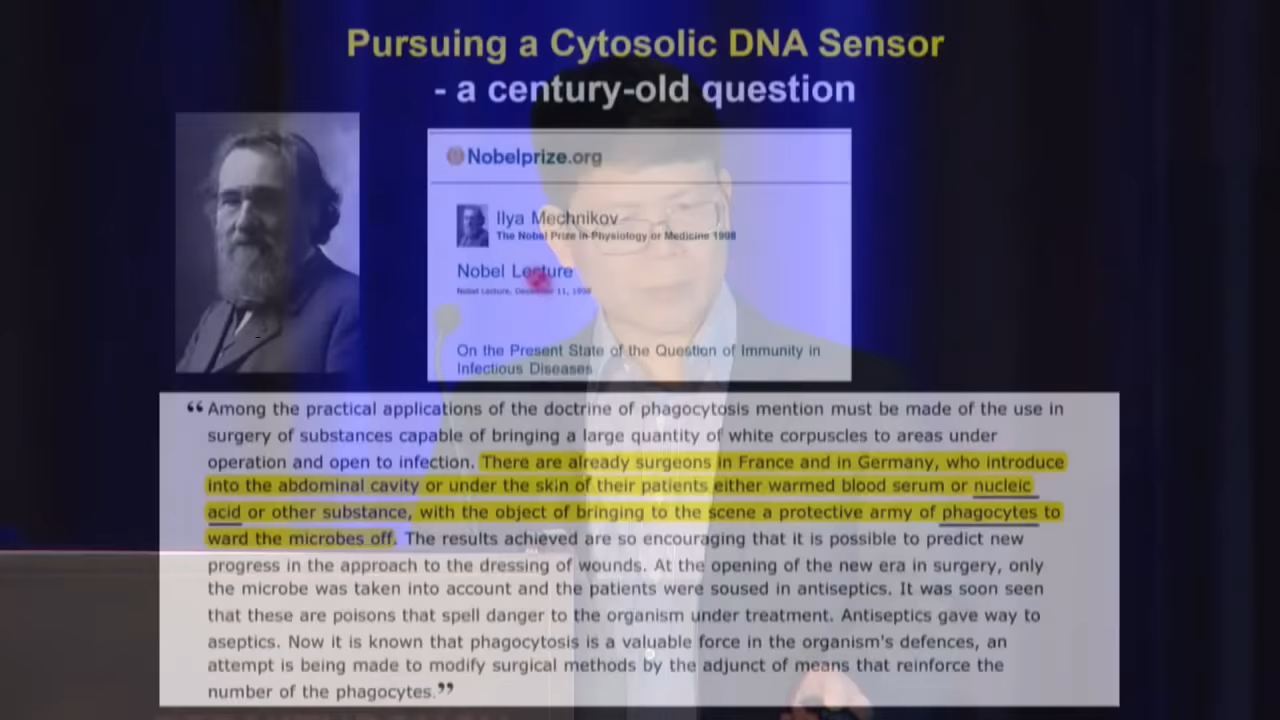 Pursuing a Cytosolic DNA Sensor
- a century-old question
Nobelprize.org
Ilya Mechnikov
The Nobel Prize in Physiology or Medicine 1908
Nobel Lecture
Nobel Lecture, December 11, 1908
On the Present State of the Question of Immunity in
Infectious Diseases
“Among the practical applications of the doctrine of phagocytosis mention must be made of the use in
surgery of substances capable of bringing a large quantity of white corpuscles to areas under
operation and open to infection. There are already surgeons in France and in Germany, who introduce
into the abdominal cavity or under the skin of their patients either warmed blood serum or nucleic
acid or other substance, with the object of bringing to the scene a protective army of phagocytes to
ward the microbes off. The results achieved are so encouraging that it is possible to predict new
progress in the approach to the dressing of wounds. At the opening of the new era in surgery, only
the microbe was taken into account and the patients were soused in antiseptics. It was soon seen
that these are poisons that spell danger to the organism under treatment. Antiseptics gave way to
aseptics. Now it is known that phagocytosis is a valuable force in the organism's defences, an
attempt is being made to modify surgical methods by the adjunct of means that reinforce the
number of the phagocytes.”